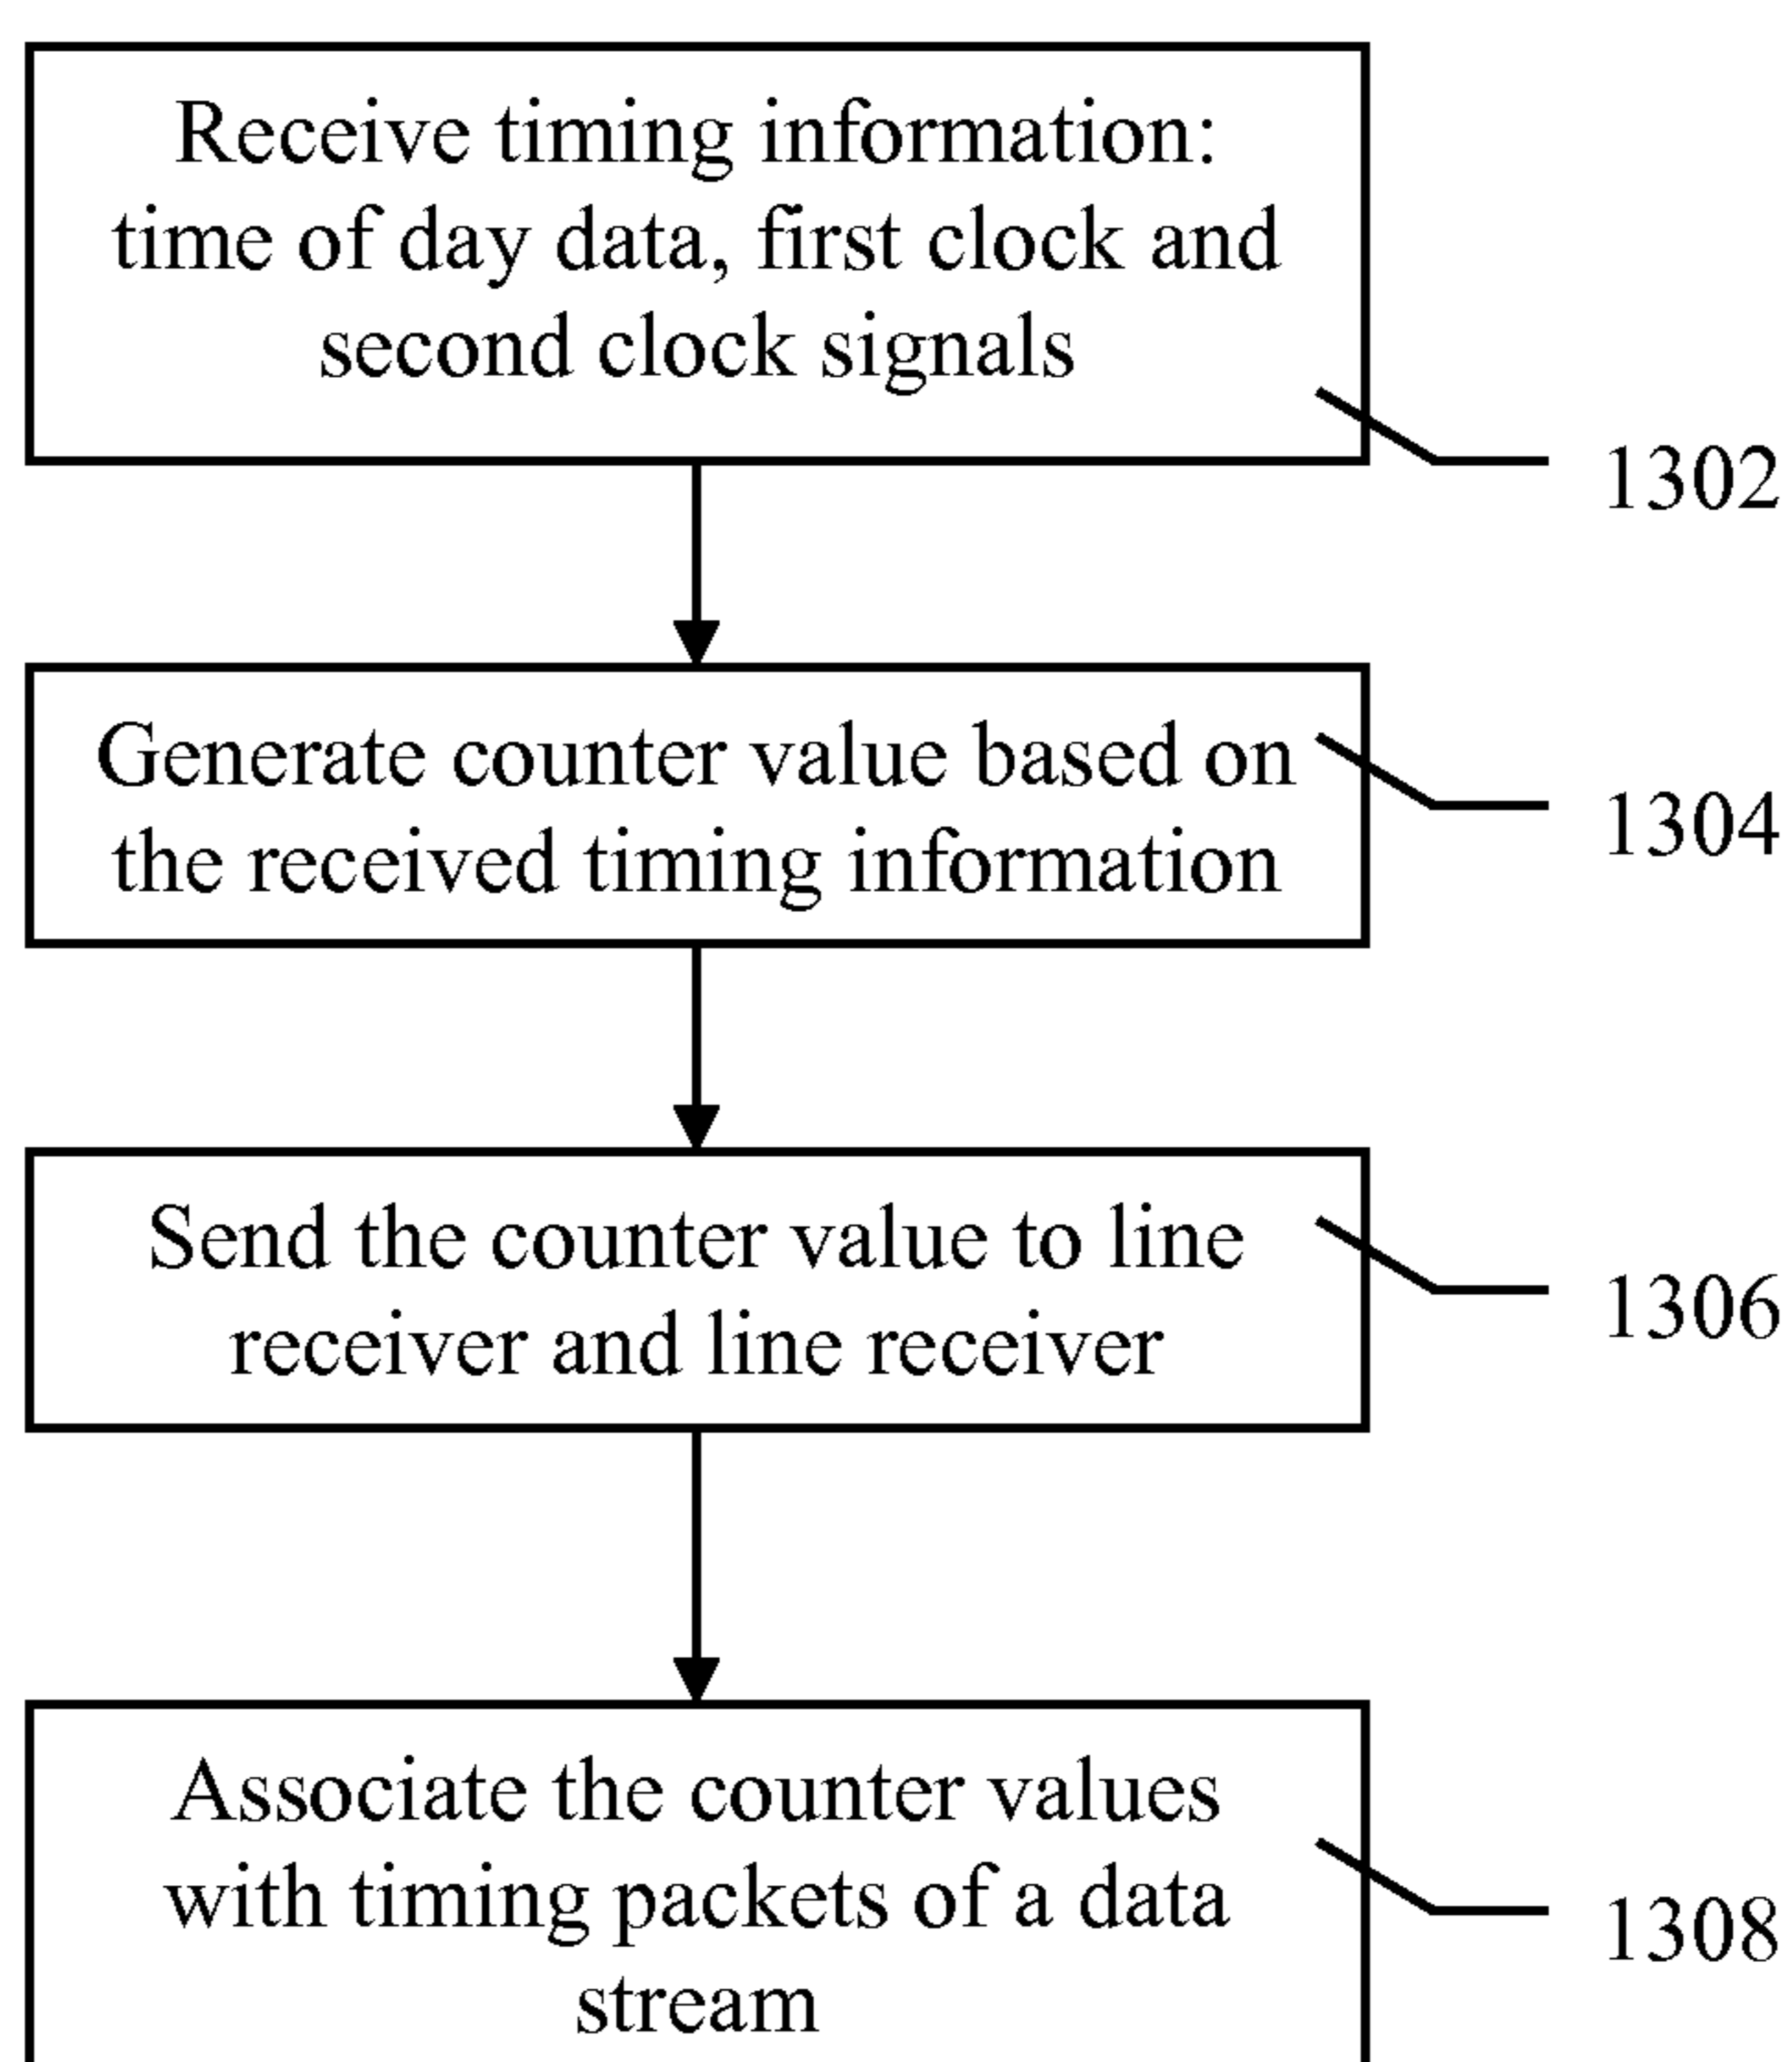 Receive timing information:
time of day data, first clock and
second clock signals
1302
Generate counter value based on
the received timing information
1304
Send the counter value to line
receiver and line receiver
1306
Associate the counter values
with timing packets of a data
stream
1308